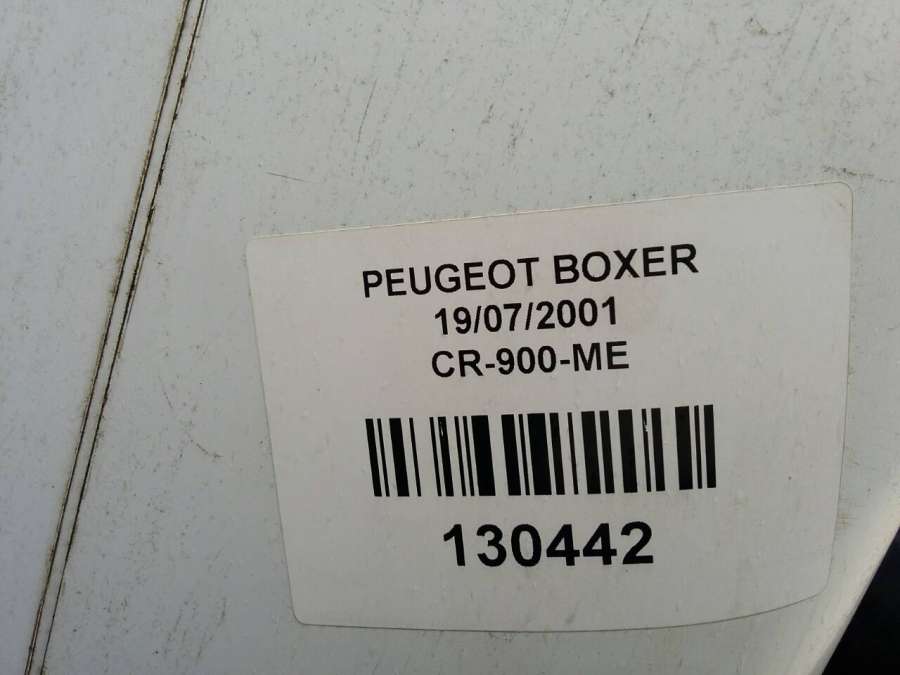 PEUGEOT BOXER
19/07/2001
CR-900-ME
130442